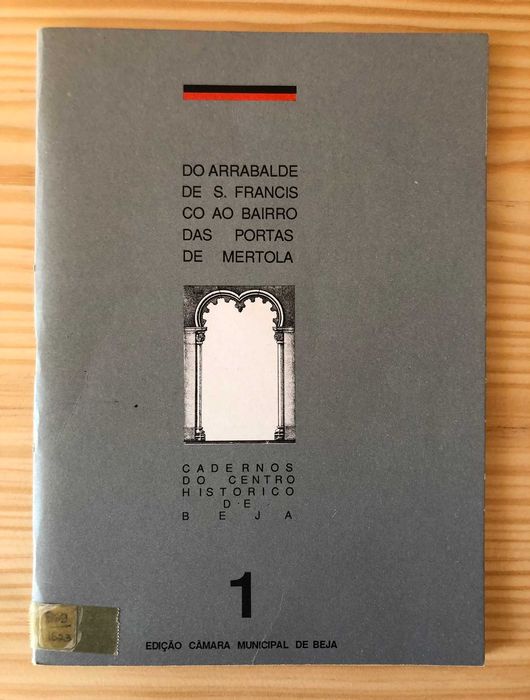 DO ARRABALDE
DE S. FRANCIS
CO AO BAIRRO
DAS PORTAS
DE MERTOLA
CADERNOS
DO CENTRO
HISTORICO
DE
BEJA
1
1623
EDIÇÃO CÂMARA MUNICIPAL DE BEJA